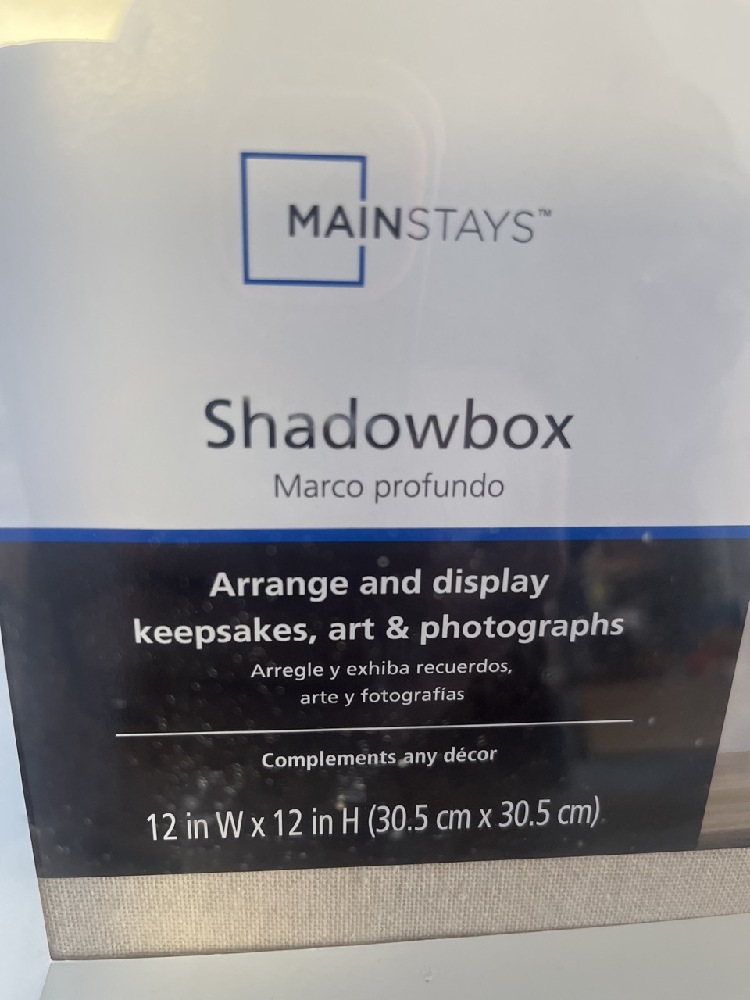 MAINSTAYS™
Shadowbox
Marco profundo
Arrange and display
keepsakes, art & photographs
Arregle y exhiba recuerdos,
arte y fotografías
Complements any décor
12 in W x 12 in H (30.5 cm x 30.5 cm)